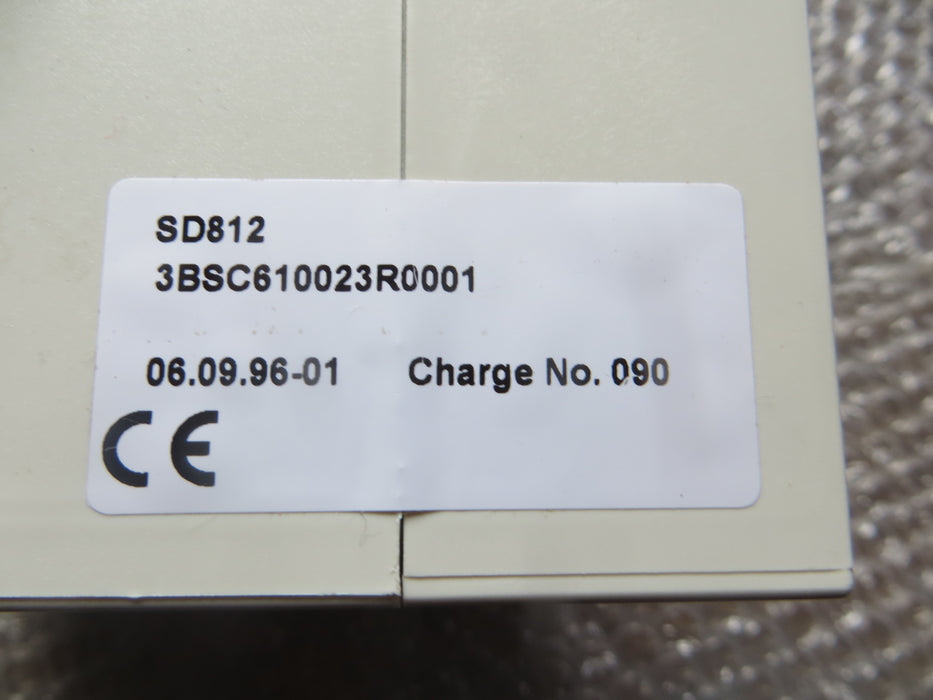 SD812
3BSC610023R0001
06.09.96-01 Charge No. 090
CE